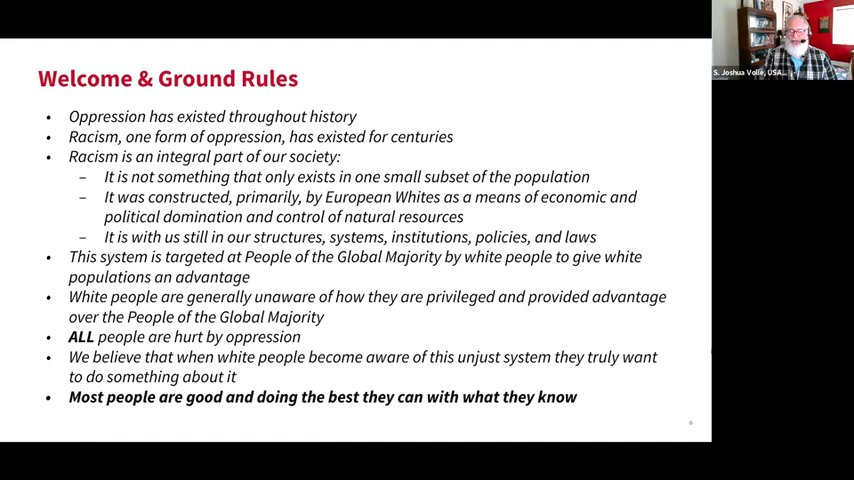 Welcome & Ground Rules
S. Joshua Volle, USA...
• Oppression has existed throughout history
• Racism, one form of oppression, has existed for centuries
• Racism is an integral part of our society:
– It is not something that only exists in one small subset of the population
– It was constructed, primarily, by European Whites as a means of economic and
political domination and control of natural resources
– It is with us still in our structures, systems, institutions, policies, and laws
• This system is targeted at People of the Global Majority by white people to give white
populations an advantage
• White people are generally unaware of how they are privileged and provided advantage
over the People of the Global Majority
• ALL people are hurt by oppression
• We believe that when white people become aware of this unjust system they truly want
to do something about it
• Most people are good and doing the best they can with what they know
6